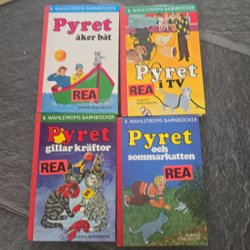 B. WAHLSTRÖMS BARNBÖCKER
Pyret
åker båt
REA
B. WAHLSTRÖMS BARNBÖCKER
Pyret
i TV
REA
B. WAHLSTRÖMS BARNBÖCKER
Pyret
gillar kräftor
REA
B. WAHLSTRÖMS BARNBÖCKER
Pyret
och
sommarkatten
REA